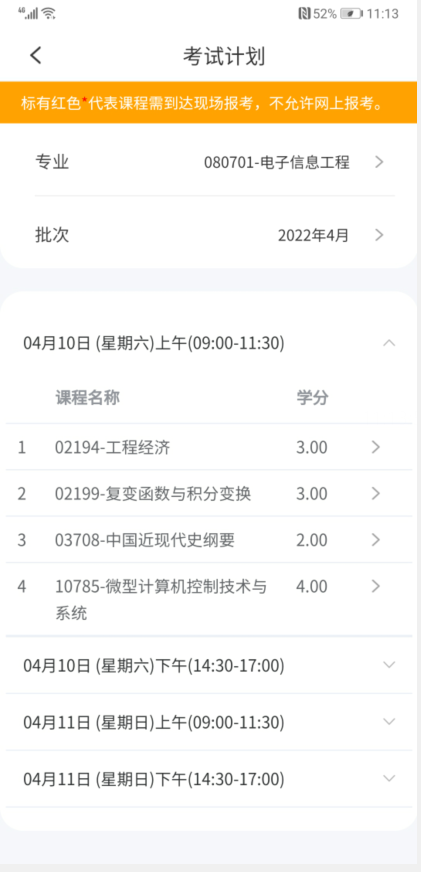 46 52% 11:13
考试计划
标有红色*代表课程需到达现场报考，不允许网上报考。
专业 080701-电子信息工程
批次 2022年4月
04月10日 (星期六)上午(09:00-11:30)
课程名称 学分
1 02194-工程经济 3.00
2 02199-复变函数与积分变换 3.00
3 03708-中国近现代史纲要 2.00
4 10785-微型计算机控制技术与 4.00
系统
04月10日 (星期六)下午(14:30-17:00)
04月11日 (星期日)上午(09:00-11:30)
04月11日 (星期日)下午(14:30-17:00)